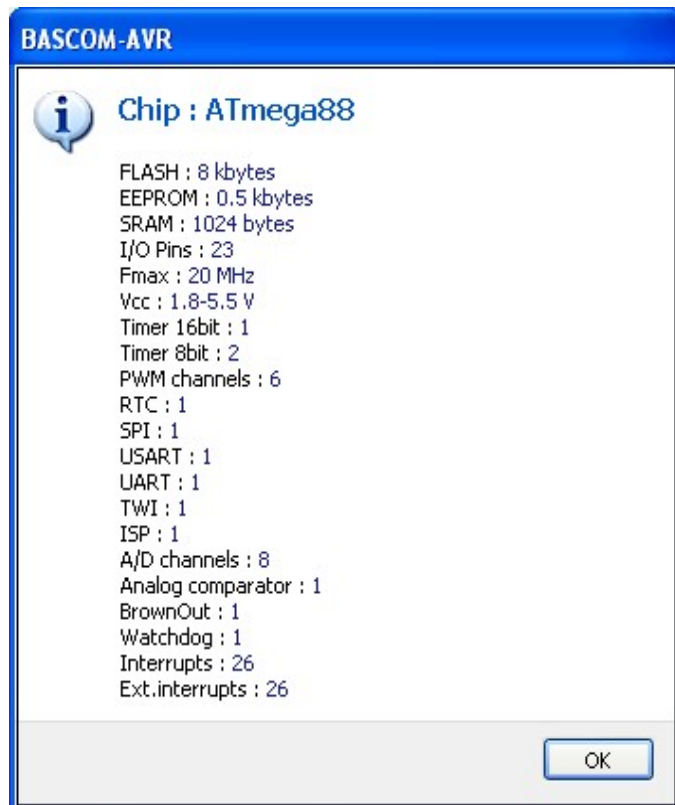 BASCOM-AVR
Chip : ATmega88
FLASH : 8 kbytes
EEPROM : 0.5 kbytes
SRAM : 1024 bytes
I/O Pins : 23
Fmax : 20 MHz
Vcc : 1.8-5.5 V
Timer 16bit : 1
Timer 8bit : 2
PWM channels : 6
RTC : 1
SPI : 1
USART : 1
UART : 1
TWI : 1
ISP : 1
A/D channels : 8
Analog comparator : 1
BrownOut : 1
Watchdog : 1
Interrupts : 26
Ext.interrupts : 26
OK